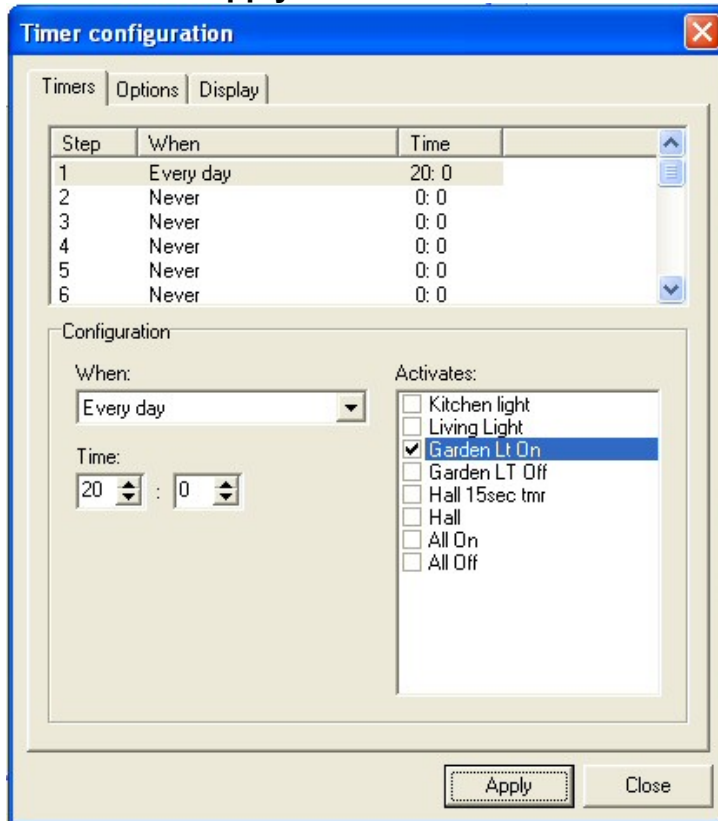 Apply
Timer configuration
Timers Options Display
Step When Time
1 Every day 20: 0
2 Never 0: 0
3 Never 0: 0
4 Never 0: 0
5 Never 0: 0
6 Never 0: 0
Configuration
When:
Every day
Time:
20 : 0
Activates:
Kitchen light
Living Light
Garden Lt On
Garden LT Off
Hall 15sec tmr
Hall
All On
All Off
Apply Close